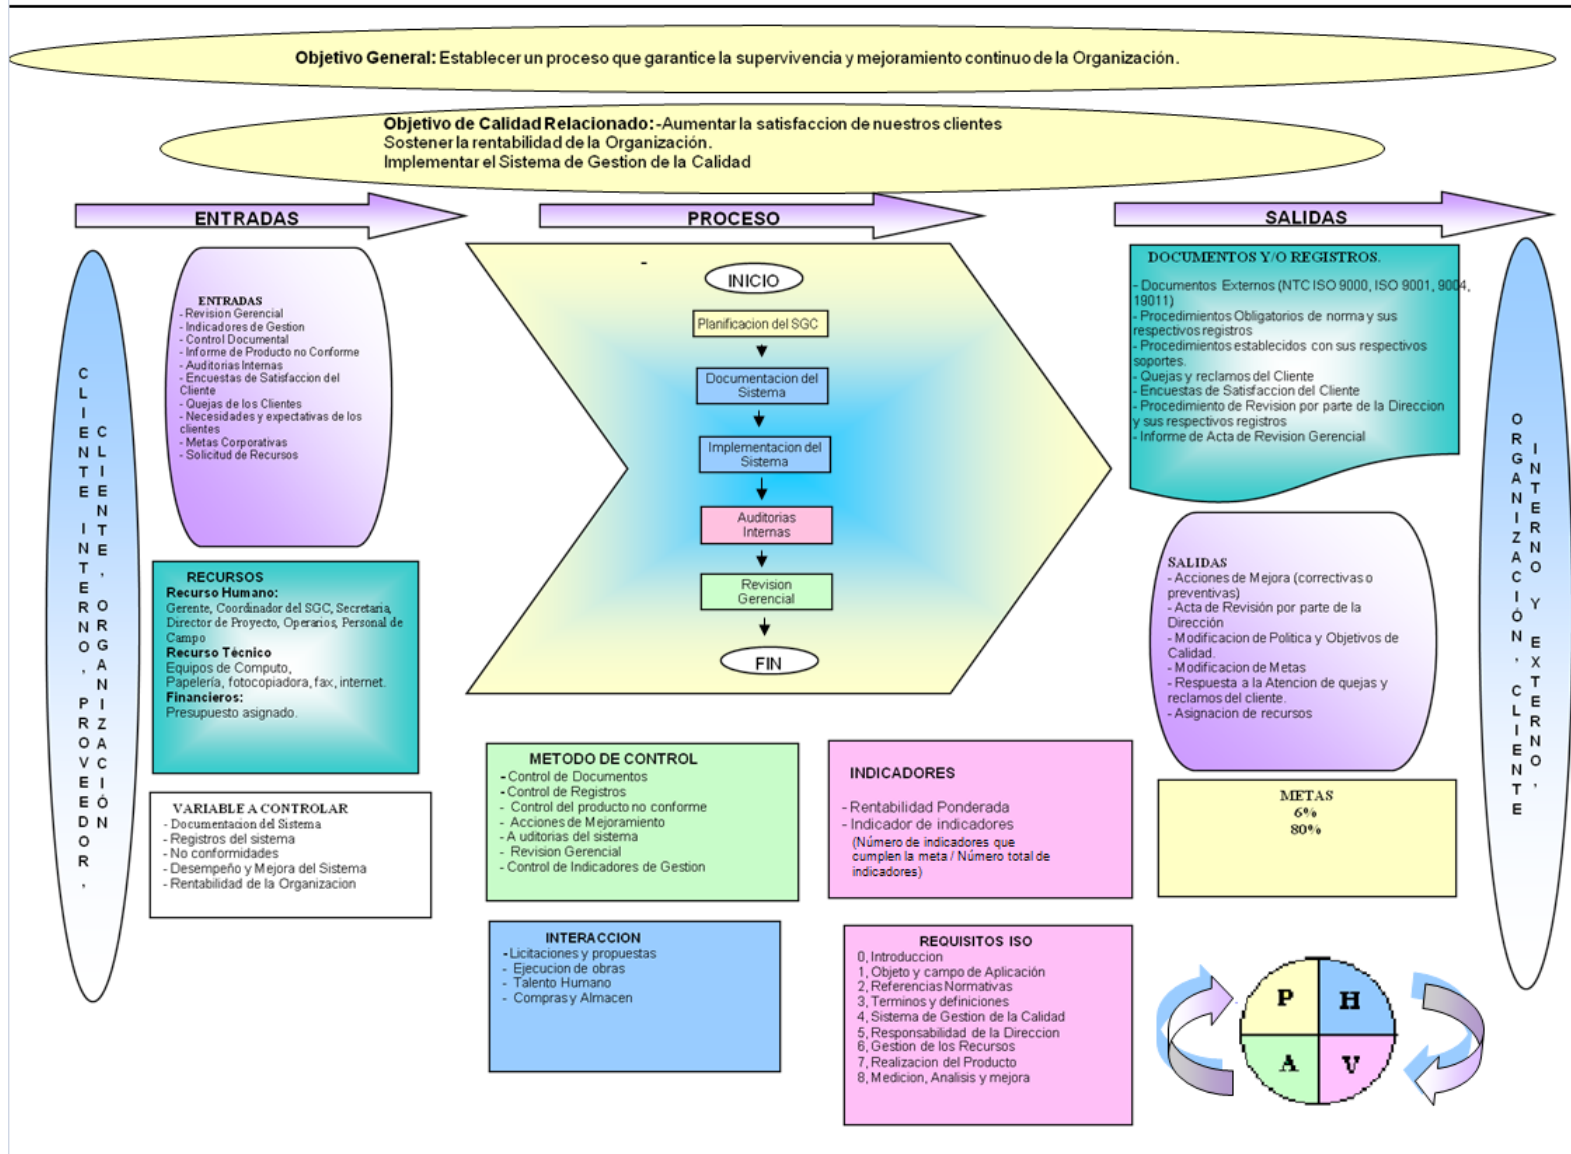 Objetivo General: Establecer un proceso que garantice la supervivencia y mejoramiento continuo de la Organización.
Objetivo de Calidad Relacionado:-Aumentar la satisfaccion de nuestros clientes
Sostener la rentabilidad de la Organización.
Implementar el Sistema de Gestion de la Calidad
ENTRADAS
PROCESO
SALIDAS
CLIENTE INTERNO, PROVEEDOR,
CLIENTE, ORGANIZACIÓN
ENTRADAS
- Revision Gerencial
- Indicadores de Gestion
- Control Documental
- Informe de Producto no Conforme
- Auditorias Internas
- Encuestas de Satisfaccion del
Cliente
- Quejas de los Clientes
- Necesidades y expectativas de los
clientes
- Metas Corporativas
- Solicitud de Recursos
RECURSOS
Recurso Humano:
Gerente, Coordinador del SGC, Secretaria,
Director de Proyecto, Operarios, Personal de
Campo
Recurso Técnico
Equipos de Computo,
Papelería, fotocopiadora, fax, internet.
Financieros:
Presupuesto asignado.
VARIABLE A CONTROLAR
- Documentacion del Sistema
- Registros del sistema
- No conformidades
- Desempeño y Mejora del Sistema
- Rentabilidad de la Organizacion
-
INICIO
Planificacion del SGC
Documentacion del
Sistema
Implementacion del
Sistema
Auditorias
Internas
Revision
Gerencial
FIN
METODO DE CONTROL
- Control de Documentos
- Control de Registros
- Control del producto no conforme
- Acciones de Mejoramiento
- A uditorias del sistema
- Revision Gerencial
- Control de Indicadores de Gestion
INDICADORES
- Rentabilidad Ponderada
- Indicador de indicadores
(Número de indicadores que
cumplen la meta / Número total de
indicadores)
INTERACCION
- Licitaciones y propuestas
- Ejecucion de obras
- Talento Humano
- Compras y Almacen
REQUISITOS ISO
0, Introduccion
1, Objeto y campo de Aplicación
2, Referencias Normativas
3, Terminos y definiciones
4, Sistema de Gestion de la Calidad
5, Responsabilidad de la Direccion
6, Gestion de los Recursos
7, Realizacion del Producto
8, Medicion, Analisis y mejora
DOCUMENTOS Y/O REGISTROS.
- Documentos Externos (NTC ISO 9000, ISO 9001, 9004,
19011)
- Procedimientos Obligatorios de norma y sus
respectivos registros
- Procedimientos establecidos con sus respectivos
soportes.
- Quejas y reclamos del Cliente
- Encuestas de Satisfaccion del Cliente
- Procedimiento de Revision por parte de la Direccion
y sus respectivos registros
- Informe de Acta de Revision Gerencial
SALIDAS
- Acciones de Mejora (correctivas o
preventivas)
- Acta de Revisión por parte de la
Dirección
- Modificacion de Politica y Objetivos de
Calidad.
- Modificacion de Metas
- Respuesta a la Atencion de quejas y
reclamos del cliente.
- Asignacion de recursos
METAS
6%
80%
P H
A V
ORGANIZACIÓN, CLIENTE
INTERNO Y EXTERNO,